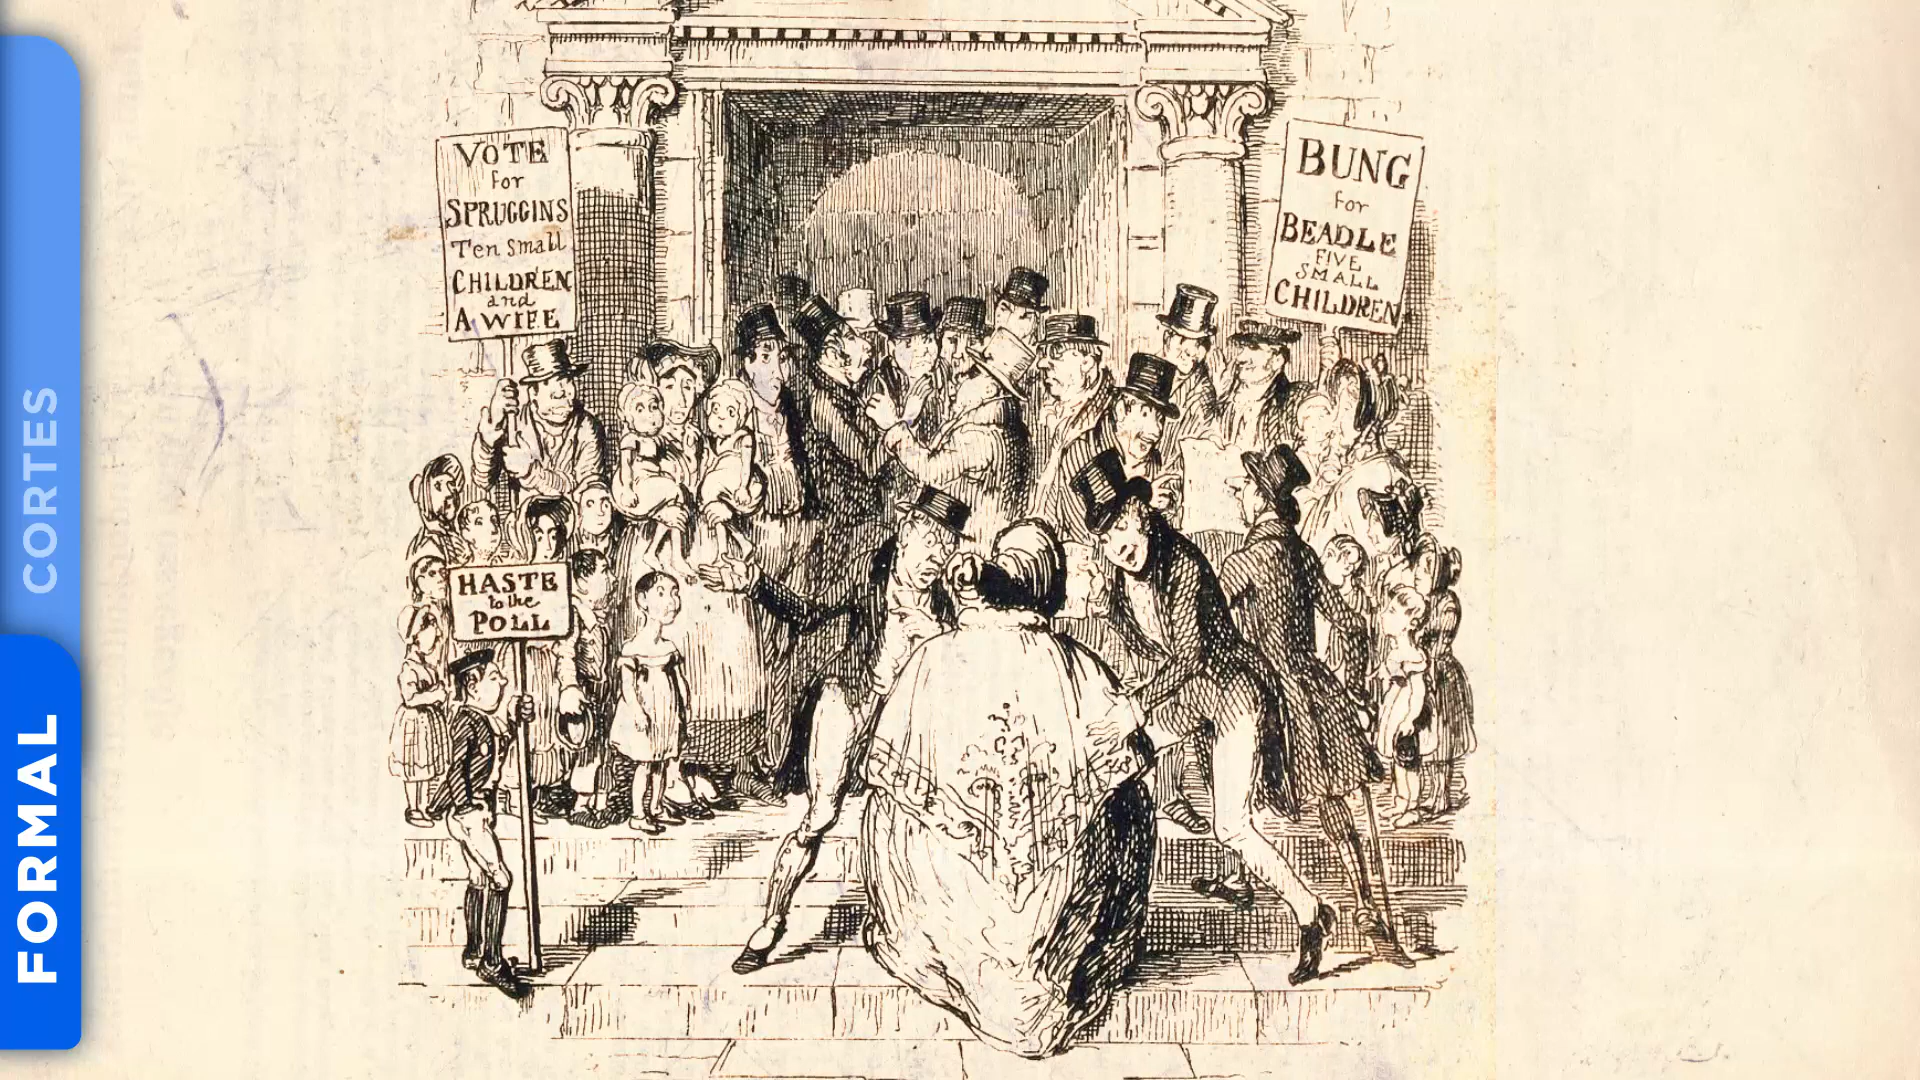 CORTES
FORMAL
VOTE
for
SPRUGGINS
Ten Small
CHILDREN
and
A WIFE
BUNG
for
BEADLE
FIVE
SMALL
CHILDREN
HASTE
to the
POLL